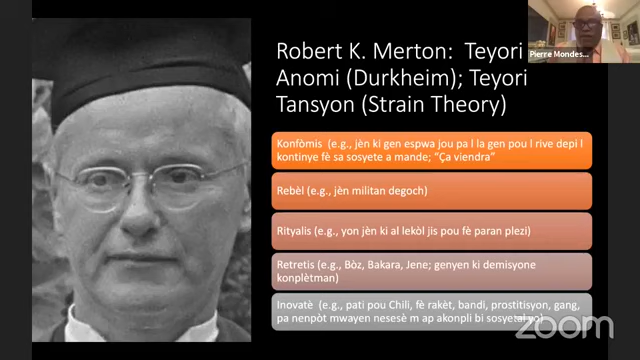 Robert K. Merton: Teyori
Anomi (Durkheim); Teyori
Tansyon (Strain Theory)
Pierre Mondes...
Konfòmis (e.g., jèn ki gen espwa jou pa l la gen pou l rive depi l
kontinye fè sa sosyete a mande; “Ça viendra”
Rebèl (e.g., jèn militan degoch)
Rityalis (e.g., yon jèn ki al lekòl jis pou fè paran plezi)
Retretis (e.g., Bòz, Bakara, Jene; genyen ki demisyone
konplètman)
Inovatè (e.g., pati pou Chili, fè rakèt, bandi, prostitisyon, gang,
pa nenpòt mwayen nesesè m ap akonpli bi sosyetal yo)
zoom